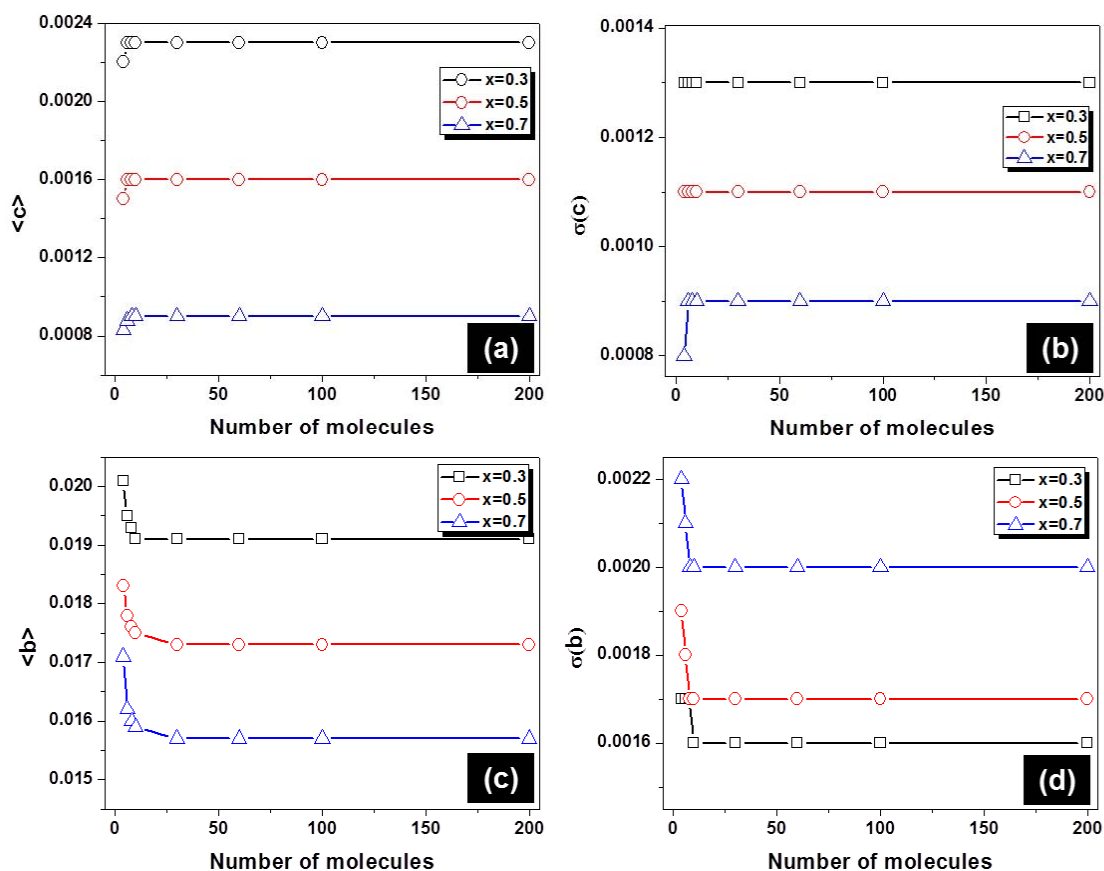 0.0024
0.0020
0.0016
0.0012
0.0008
<c>
x=0.3
x=0.5
x=0.7
(a)
0 50 100 150 200
Number of molecules
0.0014
0.0012
0.0010
0.0008
σ(c)
x=0.3
x=0.5
x=0.7
(b)
0 50 100 150 200
Number of molecules
0.020
0.019
0.018
0.017
0.016
0.015
<b>
x=0.3
x=0.5
x=0.7
(c)
0 50 100 150 200
Number of molecules
0.0022
0.0020
0.0018
0.0016
σ(b)
x=0.3
x=0.5
x=0.7
(d)
0 50 100 150 200
Number of molecules